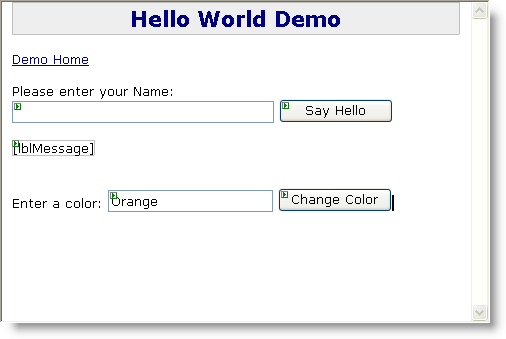 Hello World Demo
Demo Home
Please enter your Name:
Say Hello
[lblMessage]
Enter a color: Orange Change Color